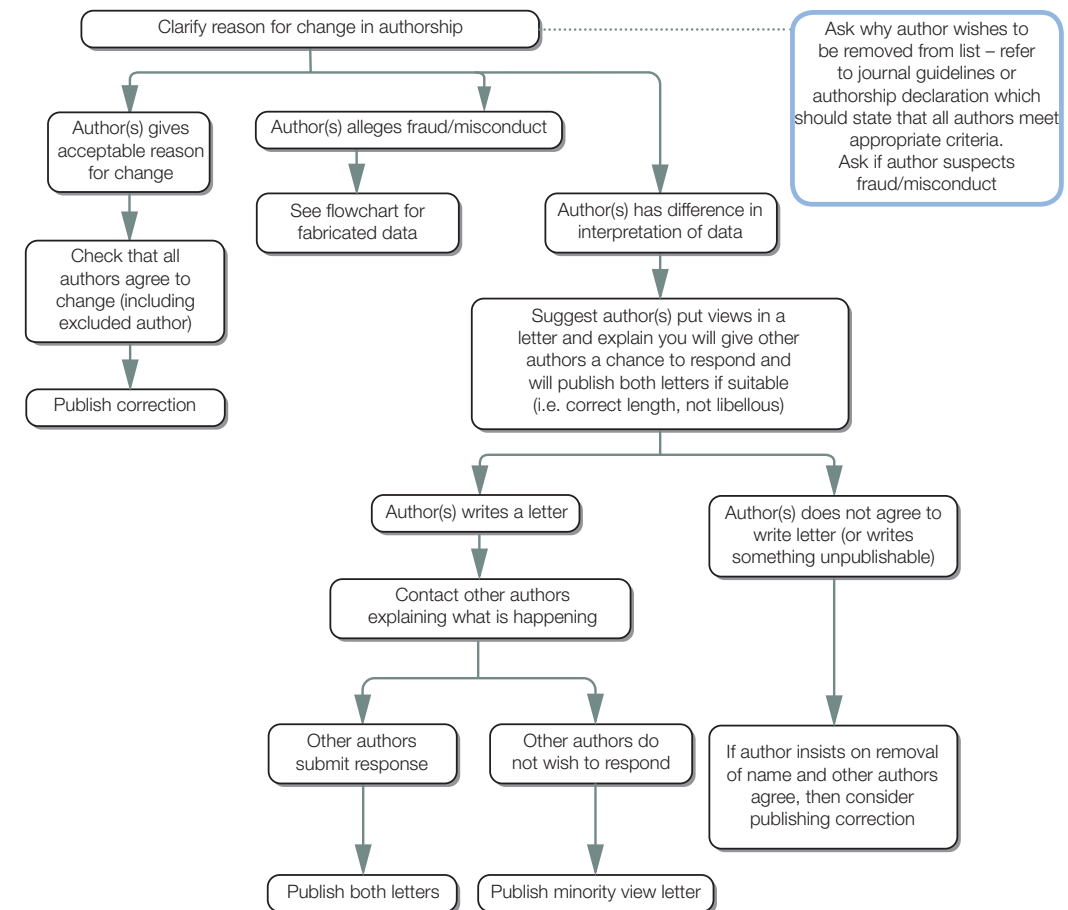 Clarify reason for change in authorship
Ask why author wishes to
be removed from list – refer
to journal guidelines or
authorship declaration which
should state that all authors meet
appropriate criteria.
Ask if author suspects
fraud/misconduct
Author(s) gives
acceptable reason
for change
Author(s) alleges fraud/misconduct
See flowchart for
fabricated data
Author(s) has difference in
interpretation of data
Check that all
authors agree to
change (including
excluded author)
Publish correction
Suggest author(s) put views in a
letter and explain you will give other
authors a chance to respond and
will publish both letters if suitable
(i.e. correct length, not libellous)
Author(s) writes a letter
Author(s) does not agree to
write letter (or writes
something unpublishable)
Contact other authors
explaining what is happening
Other authors
submit response
Other authors do
not wish to respond
If author insists on removal
of name and other authors
agree, then consider
publishing correction
Publish both letters
Publish minority view letter